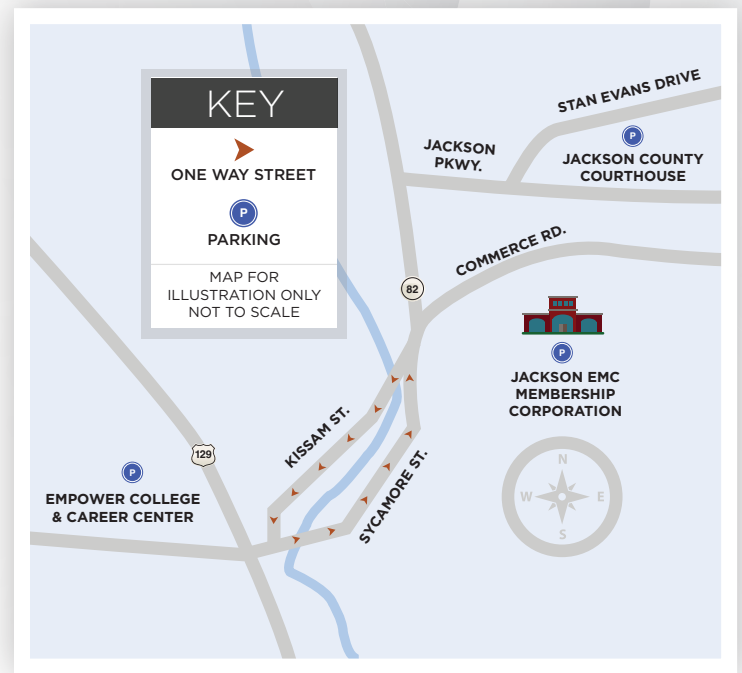 KEY
ONE WAY STREET
P
PARKING
MAP FOR
ILLUSTRATION ONLY
NOT TO SCALE
STAN EVANS DRIVE
P
JACKSON COUNTY
COURTHOUSE
JACKSON
PKWY.
COMMERCE RD.
82
P
JACKSON EMC
MEMBERSHIP
CORPORATION
KISSAM ST.
SYCAMORE ST.
129
P
EMPOWER COLLEGE
& CAREER CENTER
N
W E
S